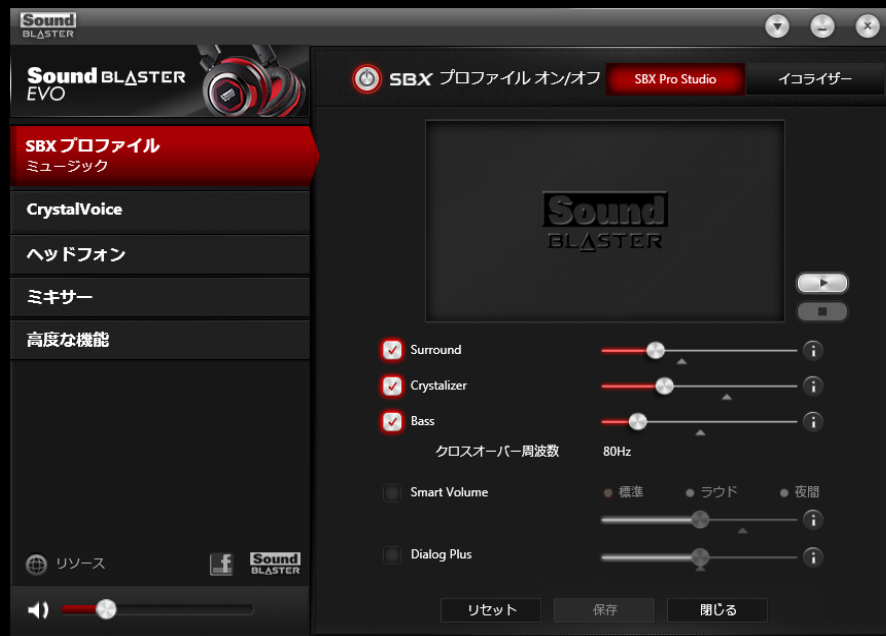 Sound
BLASTER
Sound BLASTER
EVO
SBX プロファイル オン/オフ
SBX Pro Studio
イコライザー
SBX プロファイル
ミュージック
CrystalVoice
ヘッドフォン
ミキサー
高度な機能
Sound
BLASTER
Surround
Crystalizer
Bass
クロスオーバー周波数 80Hz
Smart Volume
標準 ラウド 夜間
Dialog Plus
リソース
Sound
BLASTER
リセット 保存 閉じる